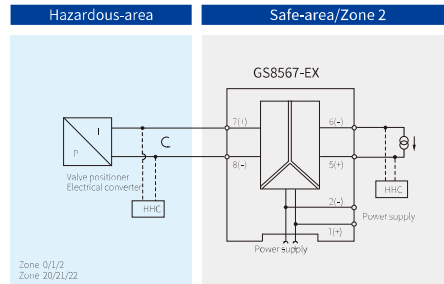 Hazardous-area
Safe-area/Zone 2
GS8567-EX
7(+)
6(-)
I
P
8(-)
5(+)
Valve positioner
Electrical converter
HHC
HHC
2(-)
Power supply
1(+)
Power supply
Zone 0/1/2
Zone 20/21/22